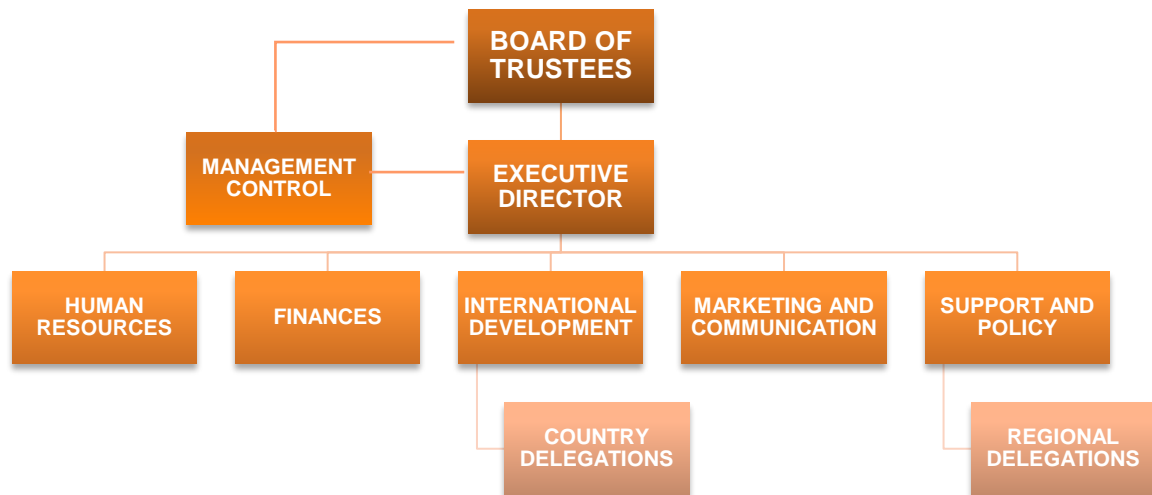 BOARD OF
TRUSTEES
MANAGEMENT
CONTROL
EXECUTIVE
DIRECTOR
HUMAN
RESOURCES
FINANCES
INTERNATIONAL
DEVELOPMENT
MARKETING AND
COMMUNICATION
SUPPORT AND
POLICY
COUNTRY
DELEGATIONS
REGIONAL
DELEGATIONS